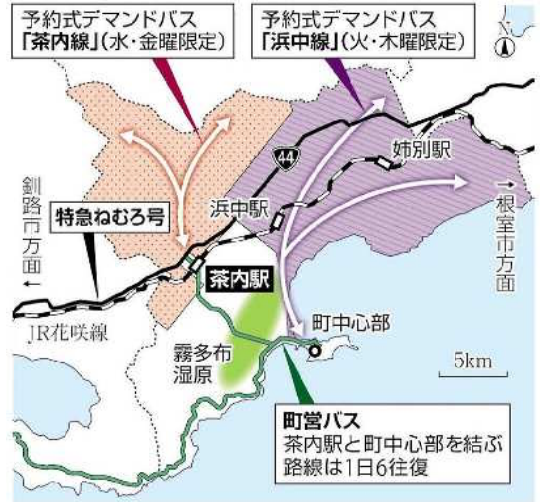 予約式デマンドバス
「茶内線」(水・金曜限定)
予約式デマンドバス
「浜中線」(火・木曜限定)
N
44
姉別駅
浜中駅
釧路市方面
←
特急ねむろ号
→
根室市方面
茶内駅
JR花咲線
町中心部
霧多布
湿原
5km
町営バス
茶内駅と町中心部を結ぶ
路線は1日6往復